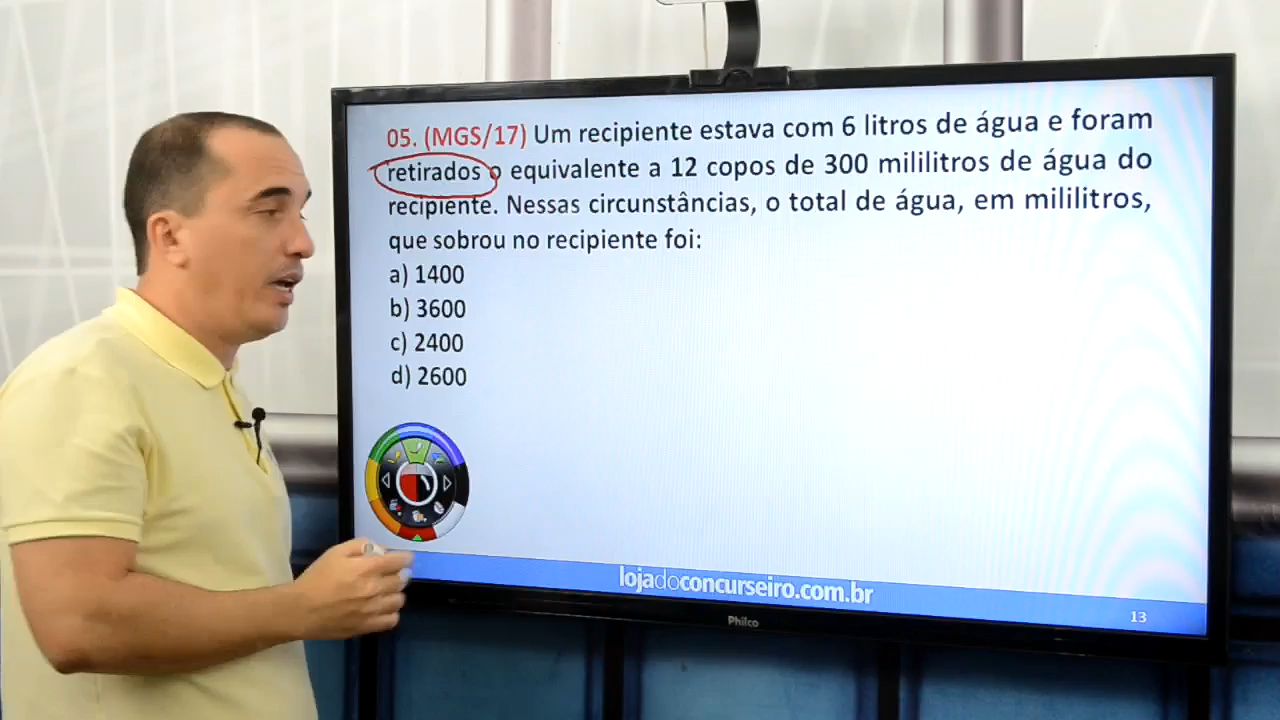 05. (MGS/17) Um recipiente estava com 6 litros de água e foram
retirados o equivalente a 12 copos de 300 mililitros de água do
recipiente. Nessas circunstâncias, o total de água, em mililitros,
que sobrou no recipiente foi:
a) 1400
b) 3600
c) 2400
d) 2600
lojadoconcurseiro.com.br
13
Philco